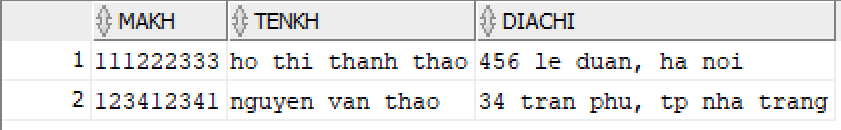 MAKH TENKH DIACHI
1 111222333 ho thi thanh thao 456 le duan, ha noi
2 123412341 nguyen van thao 34 tran phu, tp nha trang